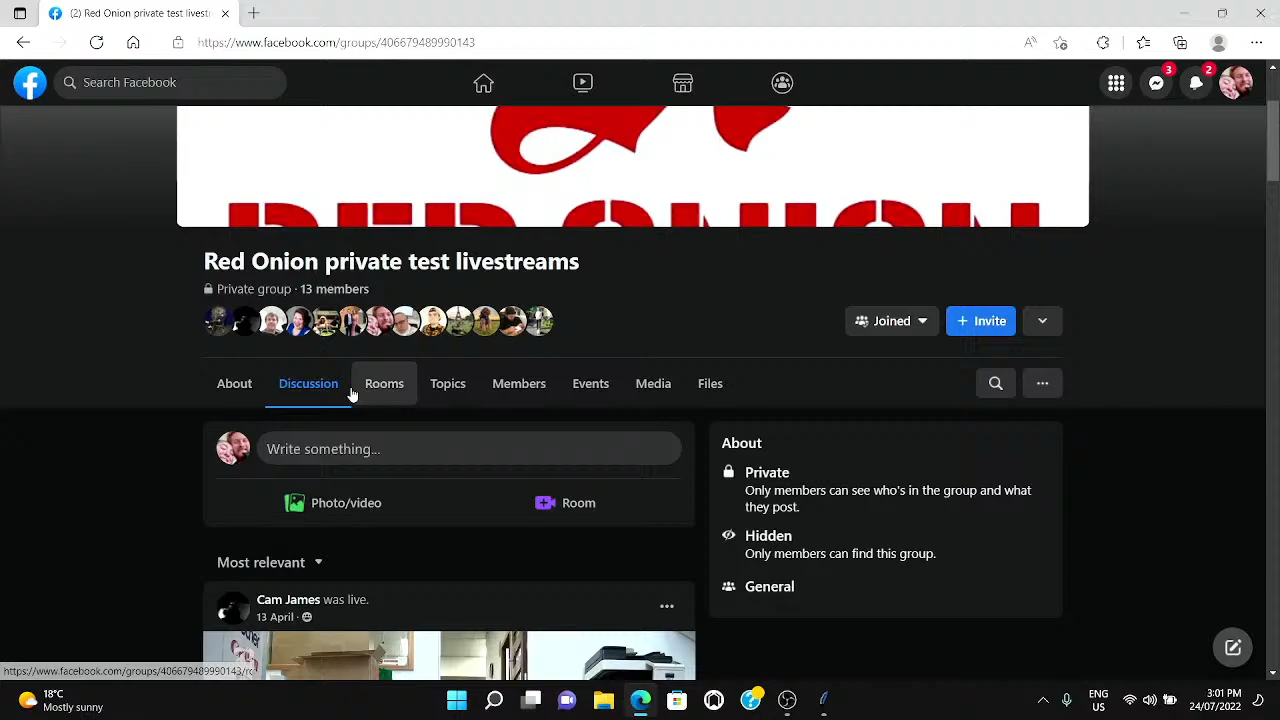 (2) Red Onion private test livestr
https://www.facebook.com/groups/406679489990143
Search Facebook
3
2
RED ONION
Red Onion private test livestreams
Private group · 13 members
Joined
+ Invite
About
Discussion
Rooms
Topics
Members
Events
Media
Files
Write something...
Photo/video
Room
About
Private
Only members can see who's in the group and what
they post.
Hidden
Only members can find this group.
General
Most relevant
Cam James was live.
13 April ·
https://www.facebook.com/groups/406679489990143/rc
18°C
Mostly sunny
ENG
US
3:01 PM
24/07/2022